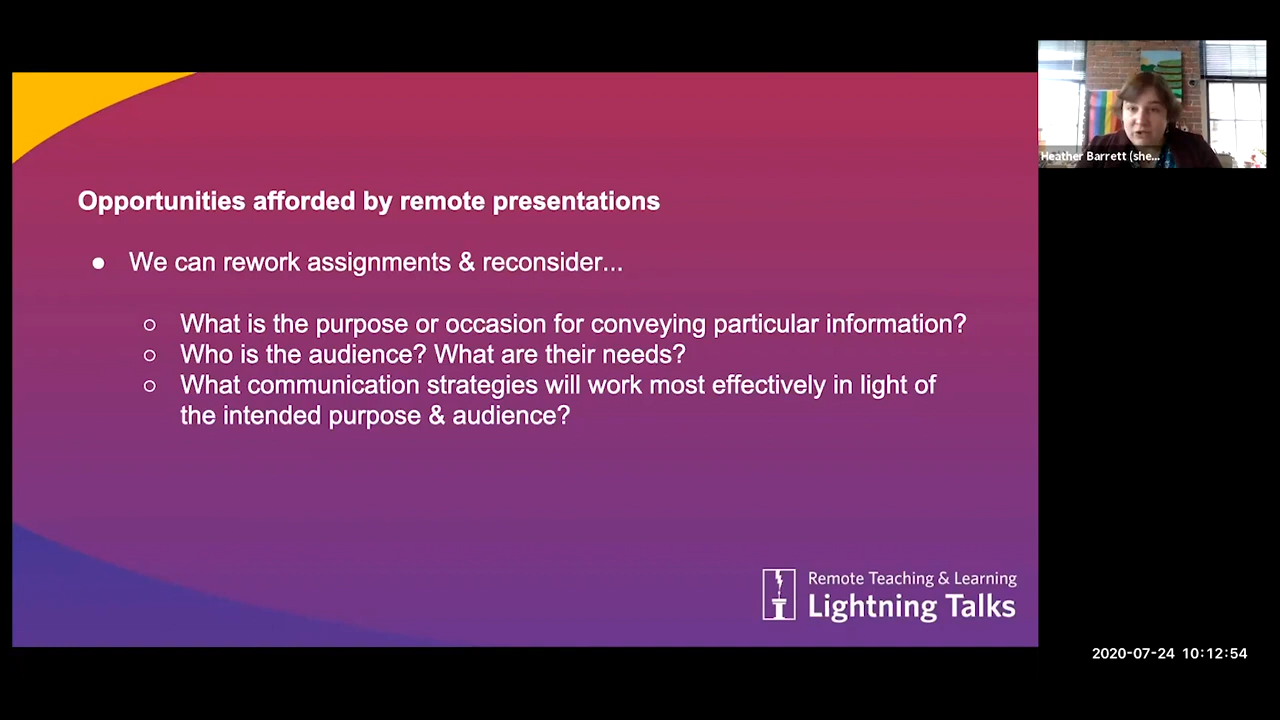 Opportunities afforded by remote presentations
● We can rework assignments & reconsider...
○ What is the purpose or occasion for conveying particular information?
○ Who is the audience? What are their needs?
○ What communication strategies will work most effectively in light of
the intended purpose & audience?
Remote Teaching & Learning
Lightning Talks
Heather Barrett (she...
2020-07-24 10:12:54